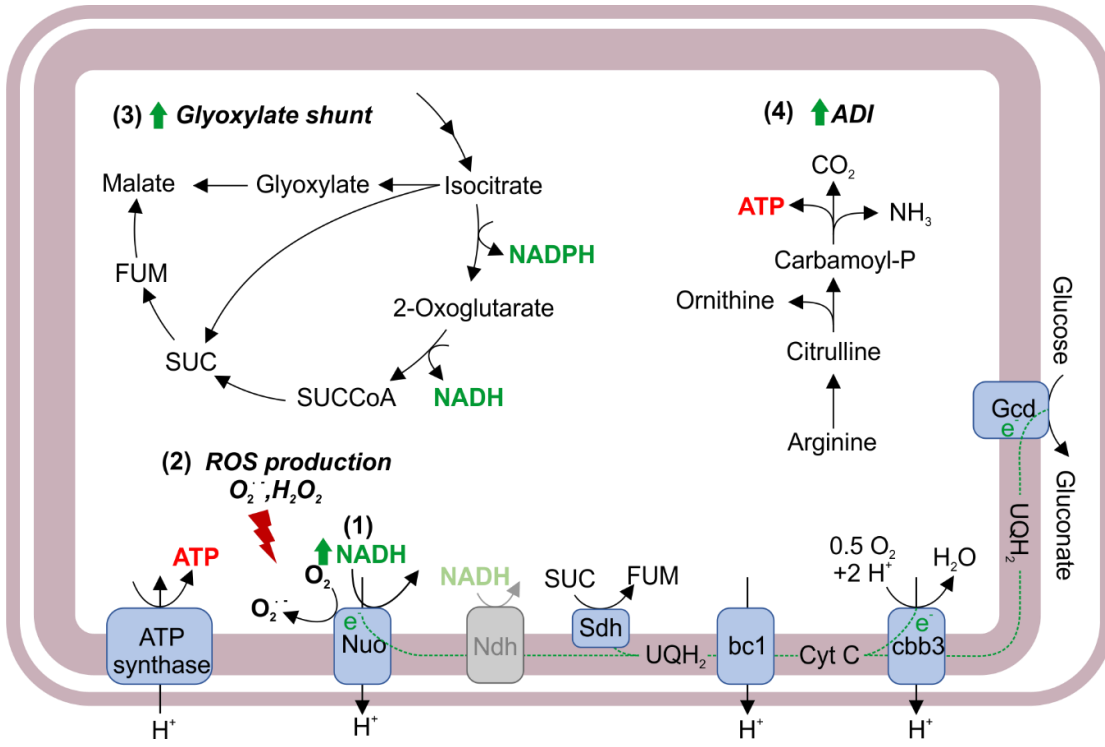 (3) Glyoxylate shunt
(4) ADI
CO₂
Malate
Glyoxylate
Isocitrate
ATP
NH₃
NADPH
Carbamoyl-P
FUM
2-Oxoglutarate
Ornithine
Glucose
SUC
Citrulline
SUCCoA
NADH
Gcd
e⁻
Arginine
(2) ROS production
O₂˙⁻,H₂O₂
Gluconate
UQH₂
(1)
NADH
ATP
O₂
O₂˙⁻
NADH
SUC
FUM
0.5 O₂
+2 H⁺
H₂O
ATP
synthase
e⁻
Nuo
Ndh
Sdh
UQH₂
bc1
Cyt C
e⁻
cbb3
H⁺
H⁺
H⁺
H⁺